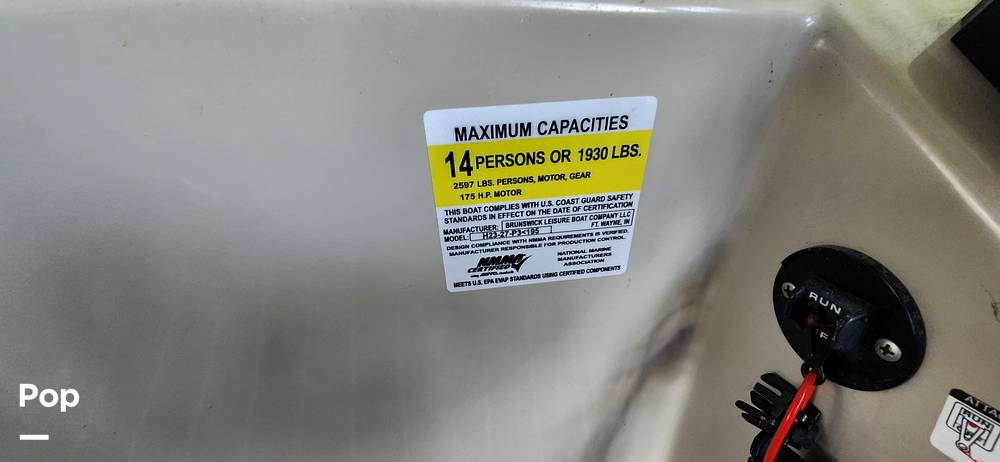 MAXIMUM CAPACITIES
14 PERSONS OR 1930 LBS.
2597 LBS. PERSONS, MOTOR, GEAR
175 H.P. MOTOR
THIS BOAT COMPLIES WITH U.S. COAST GUARD SAFETY
STANDARDS IN EFFECT ON THE DATE OF CERTIFICATION
MANUFACTURER: BRUNSWICK LEISURE BOAT COMPANY LLC
FT. WAYNE, IN
MODEL: H23-27-P3<195
DESIGN COMPLIANCE WITH NMMA REQUIREMENTS IS VERIFIED.
MANUFACTURER RESPONSIBLE FOR PRODUCTION CONTROL.
NMMA
CERTIFIED
NATIONAL MARINE
MANUFACTURERS
ASSOCIATION
MEETS U.S. EPA EVAP STANDARDS USING CERTIFIED COMPONENTS
RUN
RUN
Pop